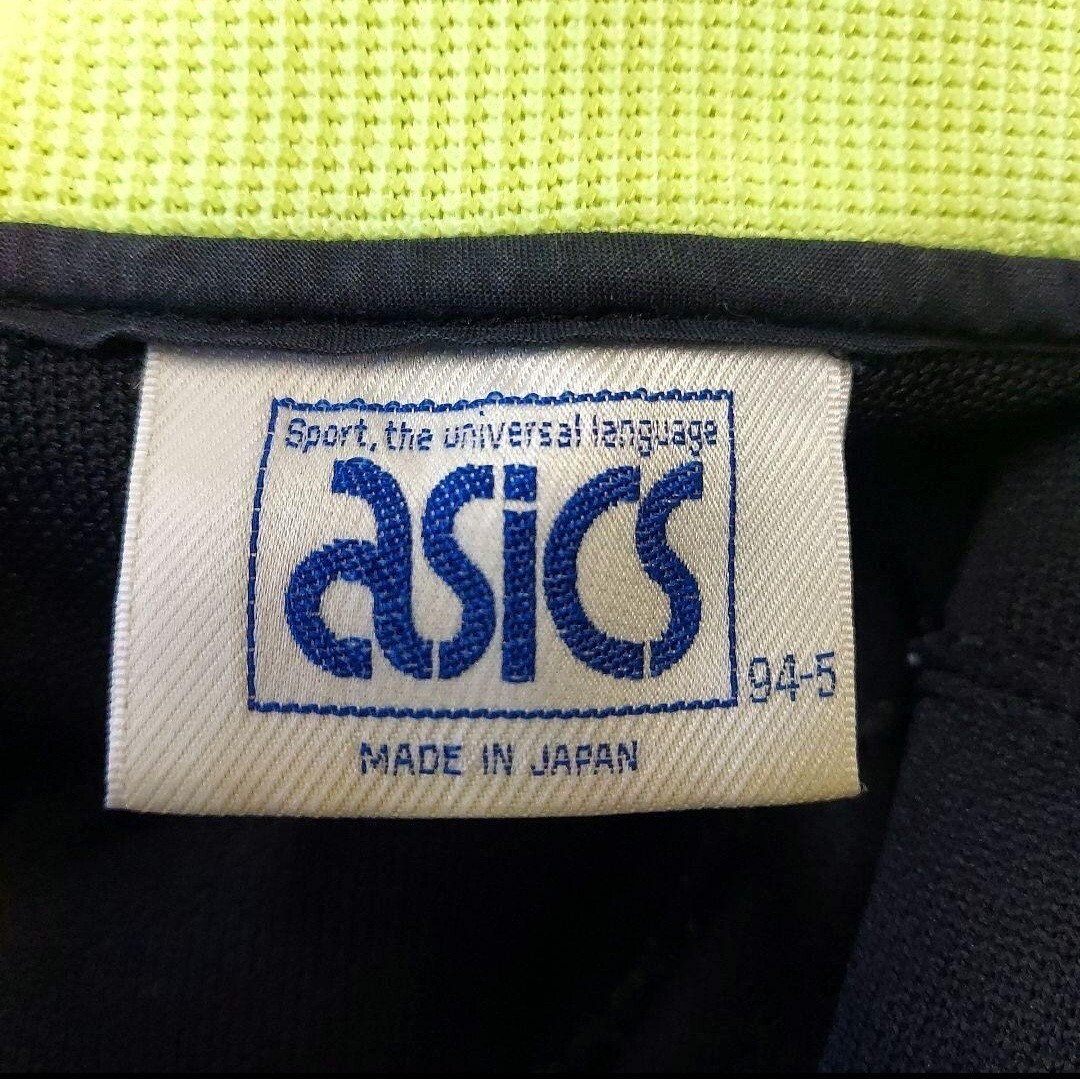 Sport, the universal language
asics
94-5
MADE IN JAPAN